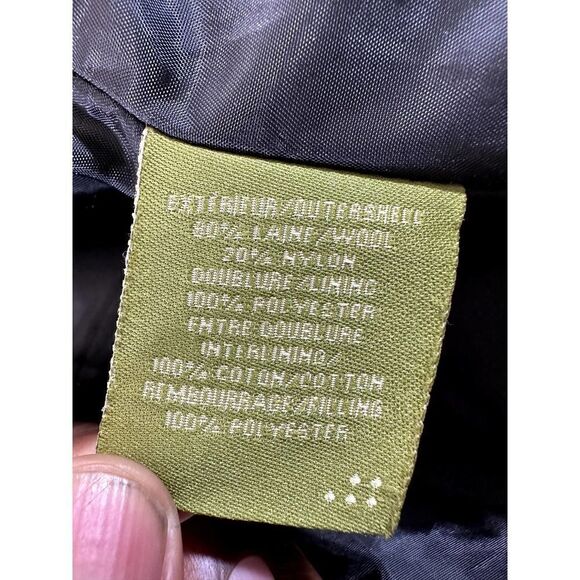 EXTÉRIEUR/OUTERSHELL
80% LAINE/WOOL
20% NYLON
DOUBLURE/LINING
100% POLYESTER
ENTRE DOUBLURE
INTERLINING/
100% COTON/COTTON
REMBOURRAGE/FILLING
100% POLYESTER